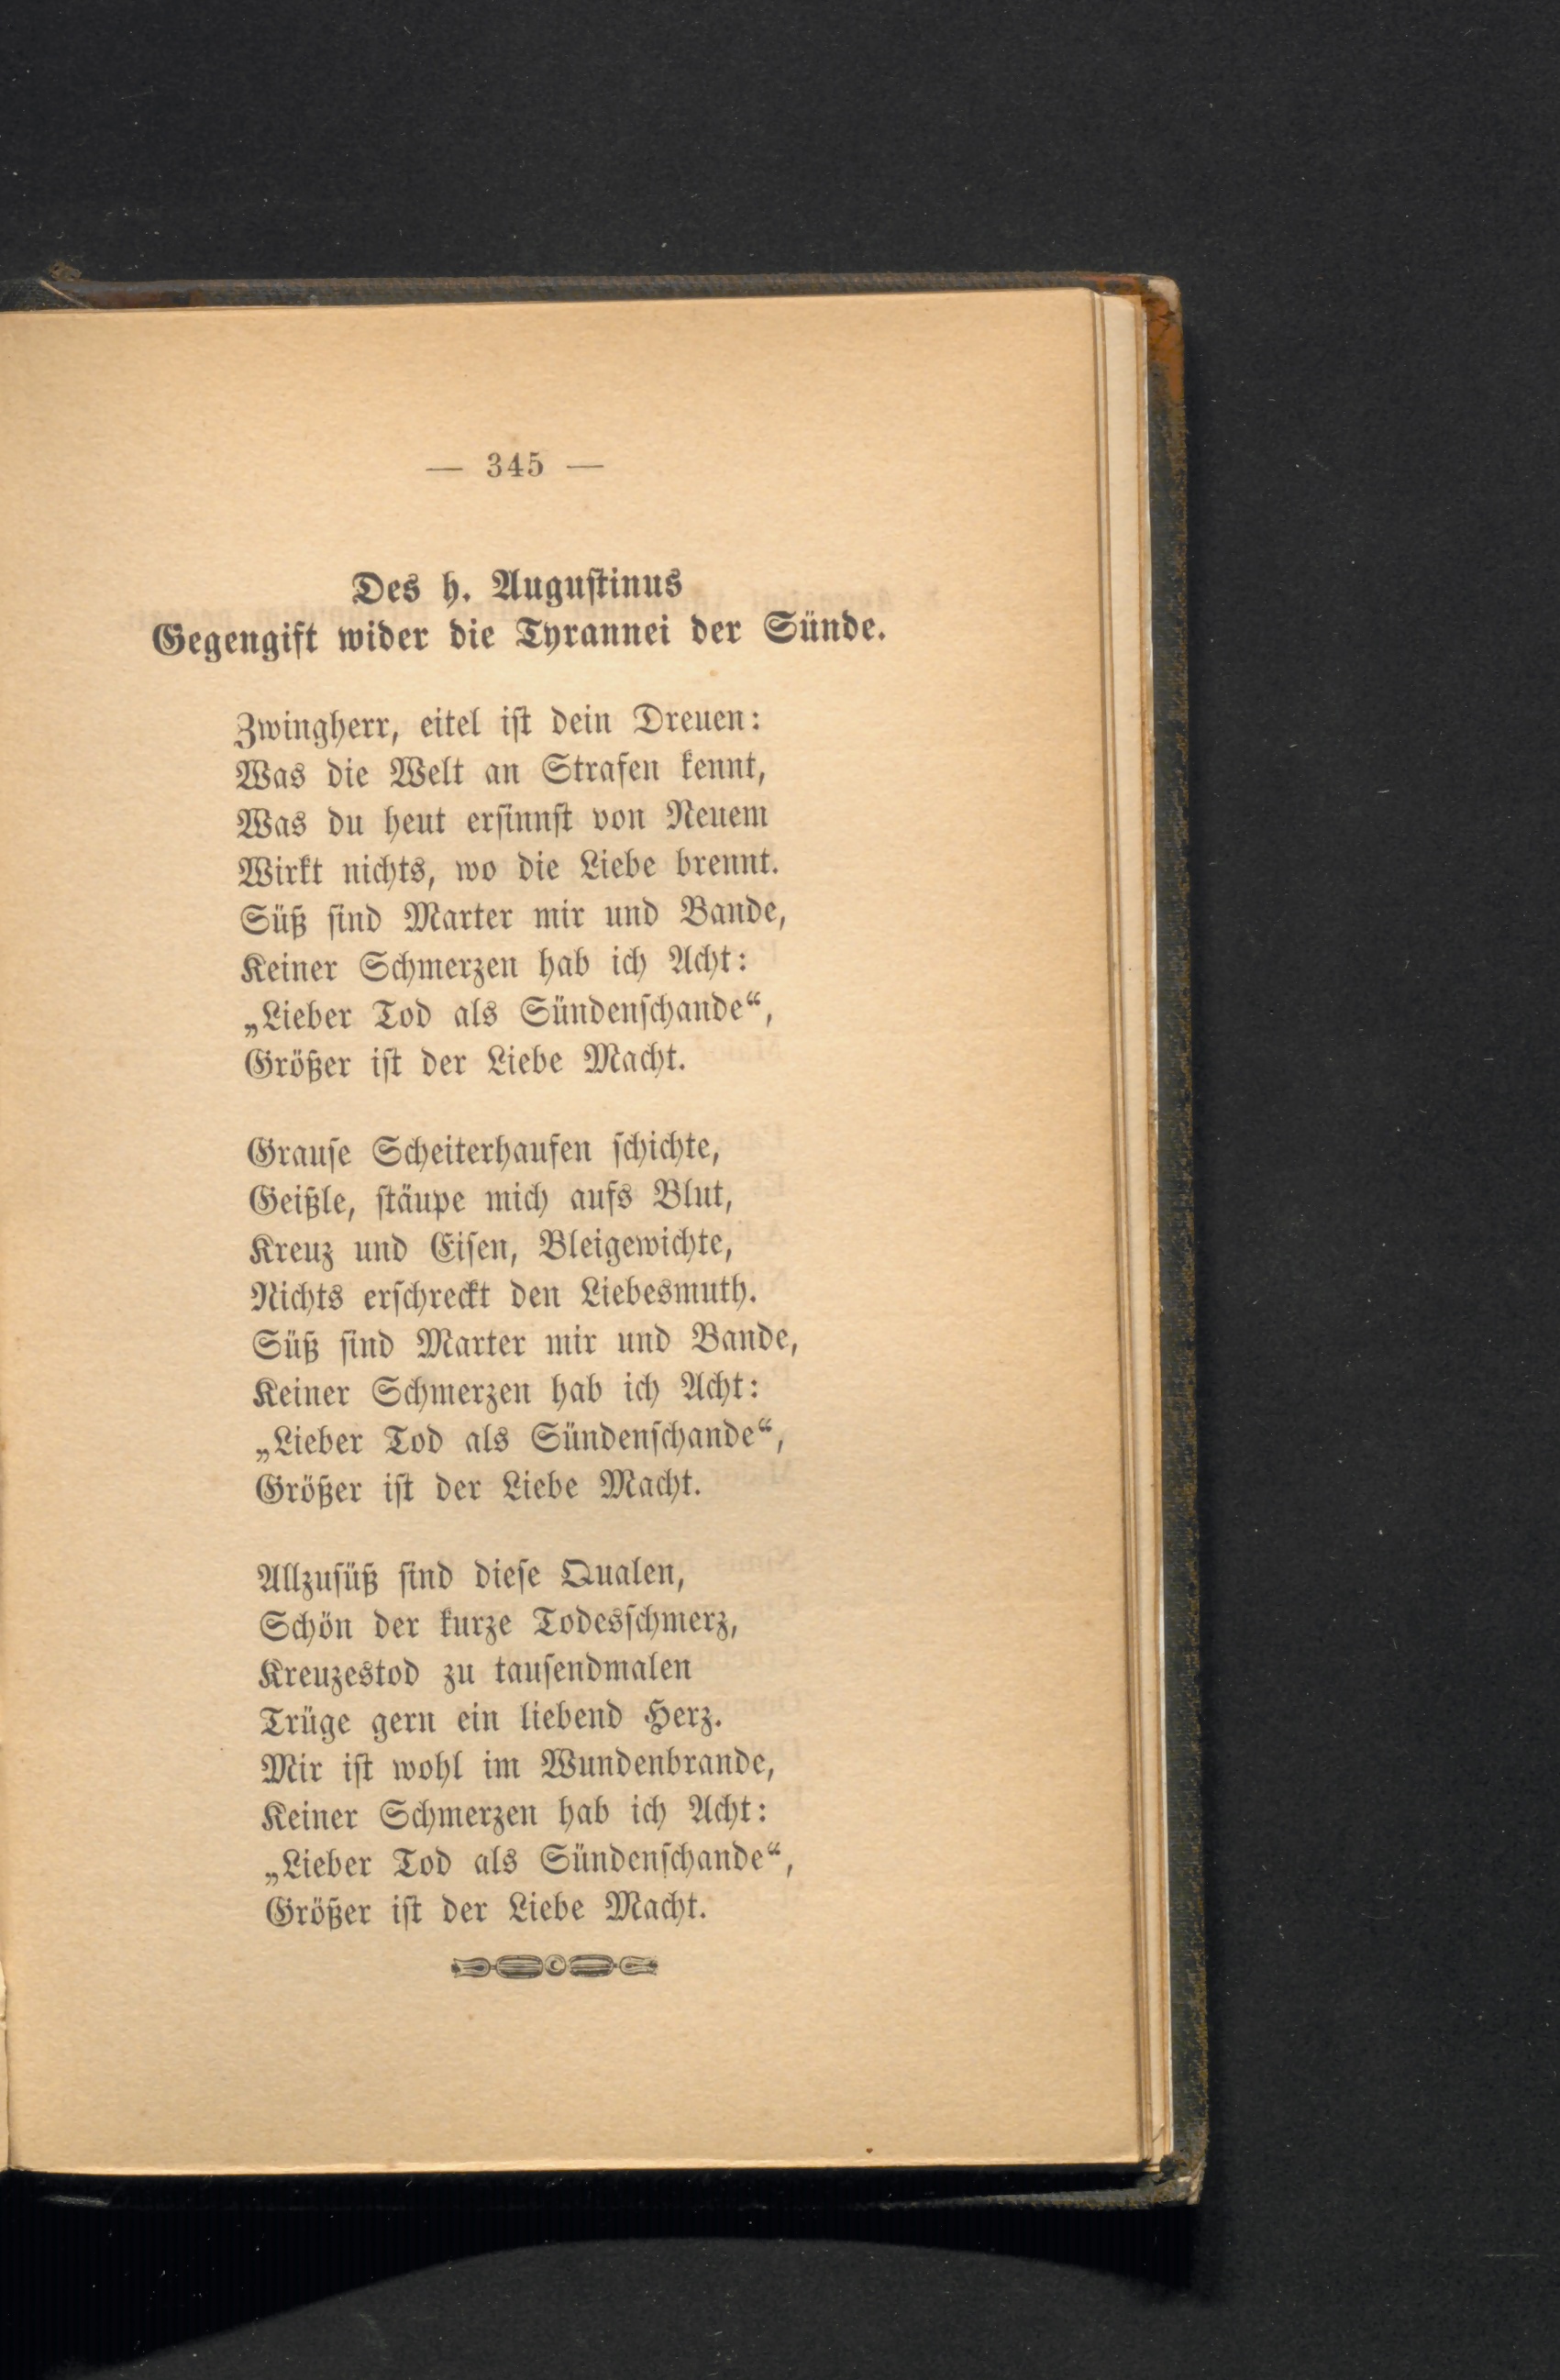 — 345 —
Des h. Augustinus
Gegengift wider die Tyrannei der Sünde.
Zwingherr, eitel ist dein Dreuen:
Was die Welt an Strafen kennt,
Was du heut ersinnst von Neuem
Wirkt nichts, wo die Liebe brennt.
Süß sind Marter mir und Bande,
Keiner Schmerzen hab ich Acht:
„Lieber Tod als Sündenschande“,
Größer ist der Liebe Macht.
Grause Scheiterhaufen schichte,
Geißle, stäupe mich aufs Blut,
Kreuz und Eisen, Bleigewichte,
Nichts erschreckt den Liebesmuth.
Süß sind Marter mir und Bande,
Keiner Schmerzen hab ich Acht:
„Lieber Tod als Sündenschande“,
Größer ist der Liebe Macht.
Allzusüß sind diese Qualen,
Schön der kurze Todesschmerz,
Kreuzestod zu tausendmalen
Trüge gern ein liebend Herz.
Mir ist wohl im Wundenbrande,
Keiner Schmerzen hab ich Acht:
„Lieber Tod als Sündenschande“,
Größer ist der Liebe Macht.